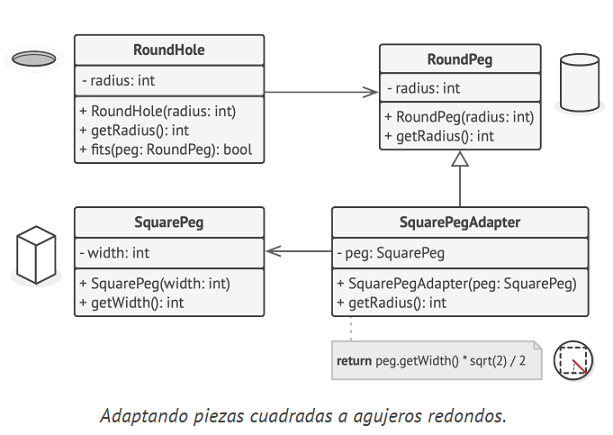 RoundHole
- radius: int
+ RoundHole(radius: int)
+ getRadius(): int
+ fits(peg: RoundPeg): bool
RoundPeg
- radius: int
+ RoundPeg(radius: int)
+ getRadius(): int
SquarePeg
- width: int
+ SquarePeg(width: int)
+ getWidth(): int
SquarePegAdapter
- peg: SquarePeg
+ SquarePegAdapter(peg: SquarePeg)
+ getRadius(): int
return peg.getWidth() * sqrt(2) / 2
Adaptando piezas cuadradas a agujeros redondos.